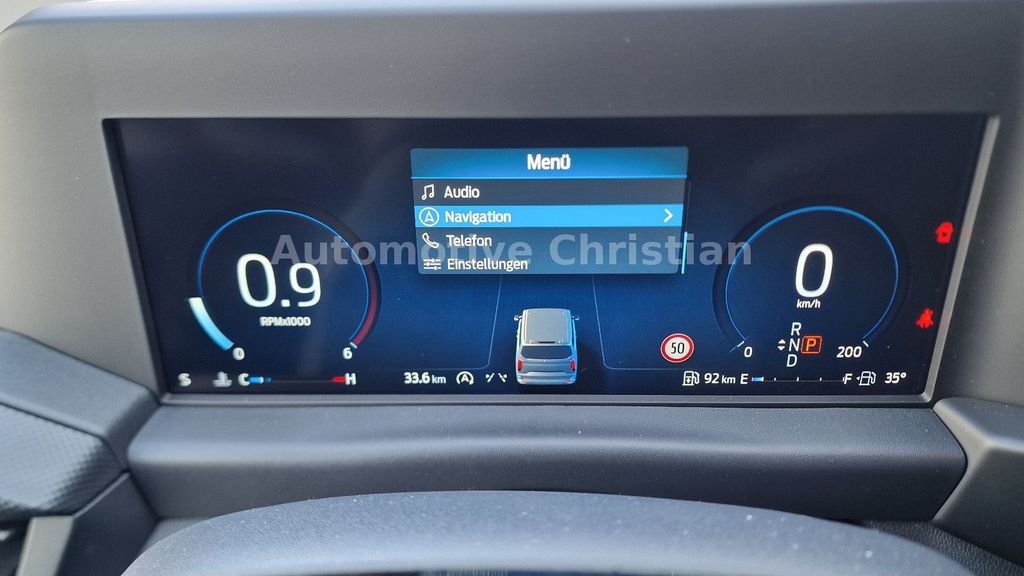 Menü
Audio
Navigation
Telefon
Einstellungen
Automotive Christian
0.9
RPMx1000
0 6
0
km/h
R
N P
D
0 200
50
S C H
33.6 km
92 km E F 35°